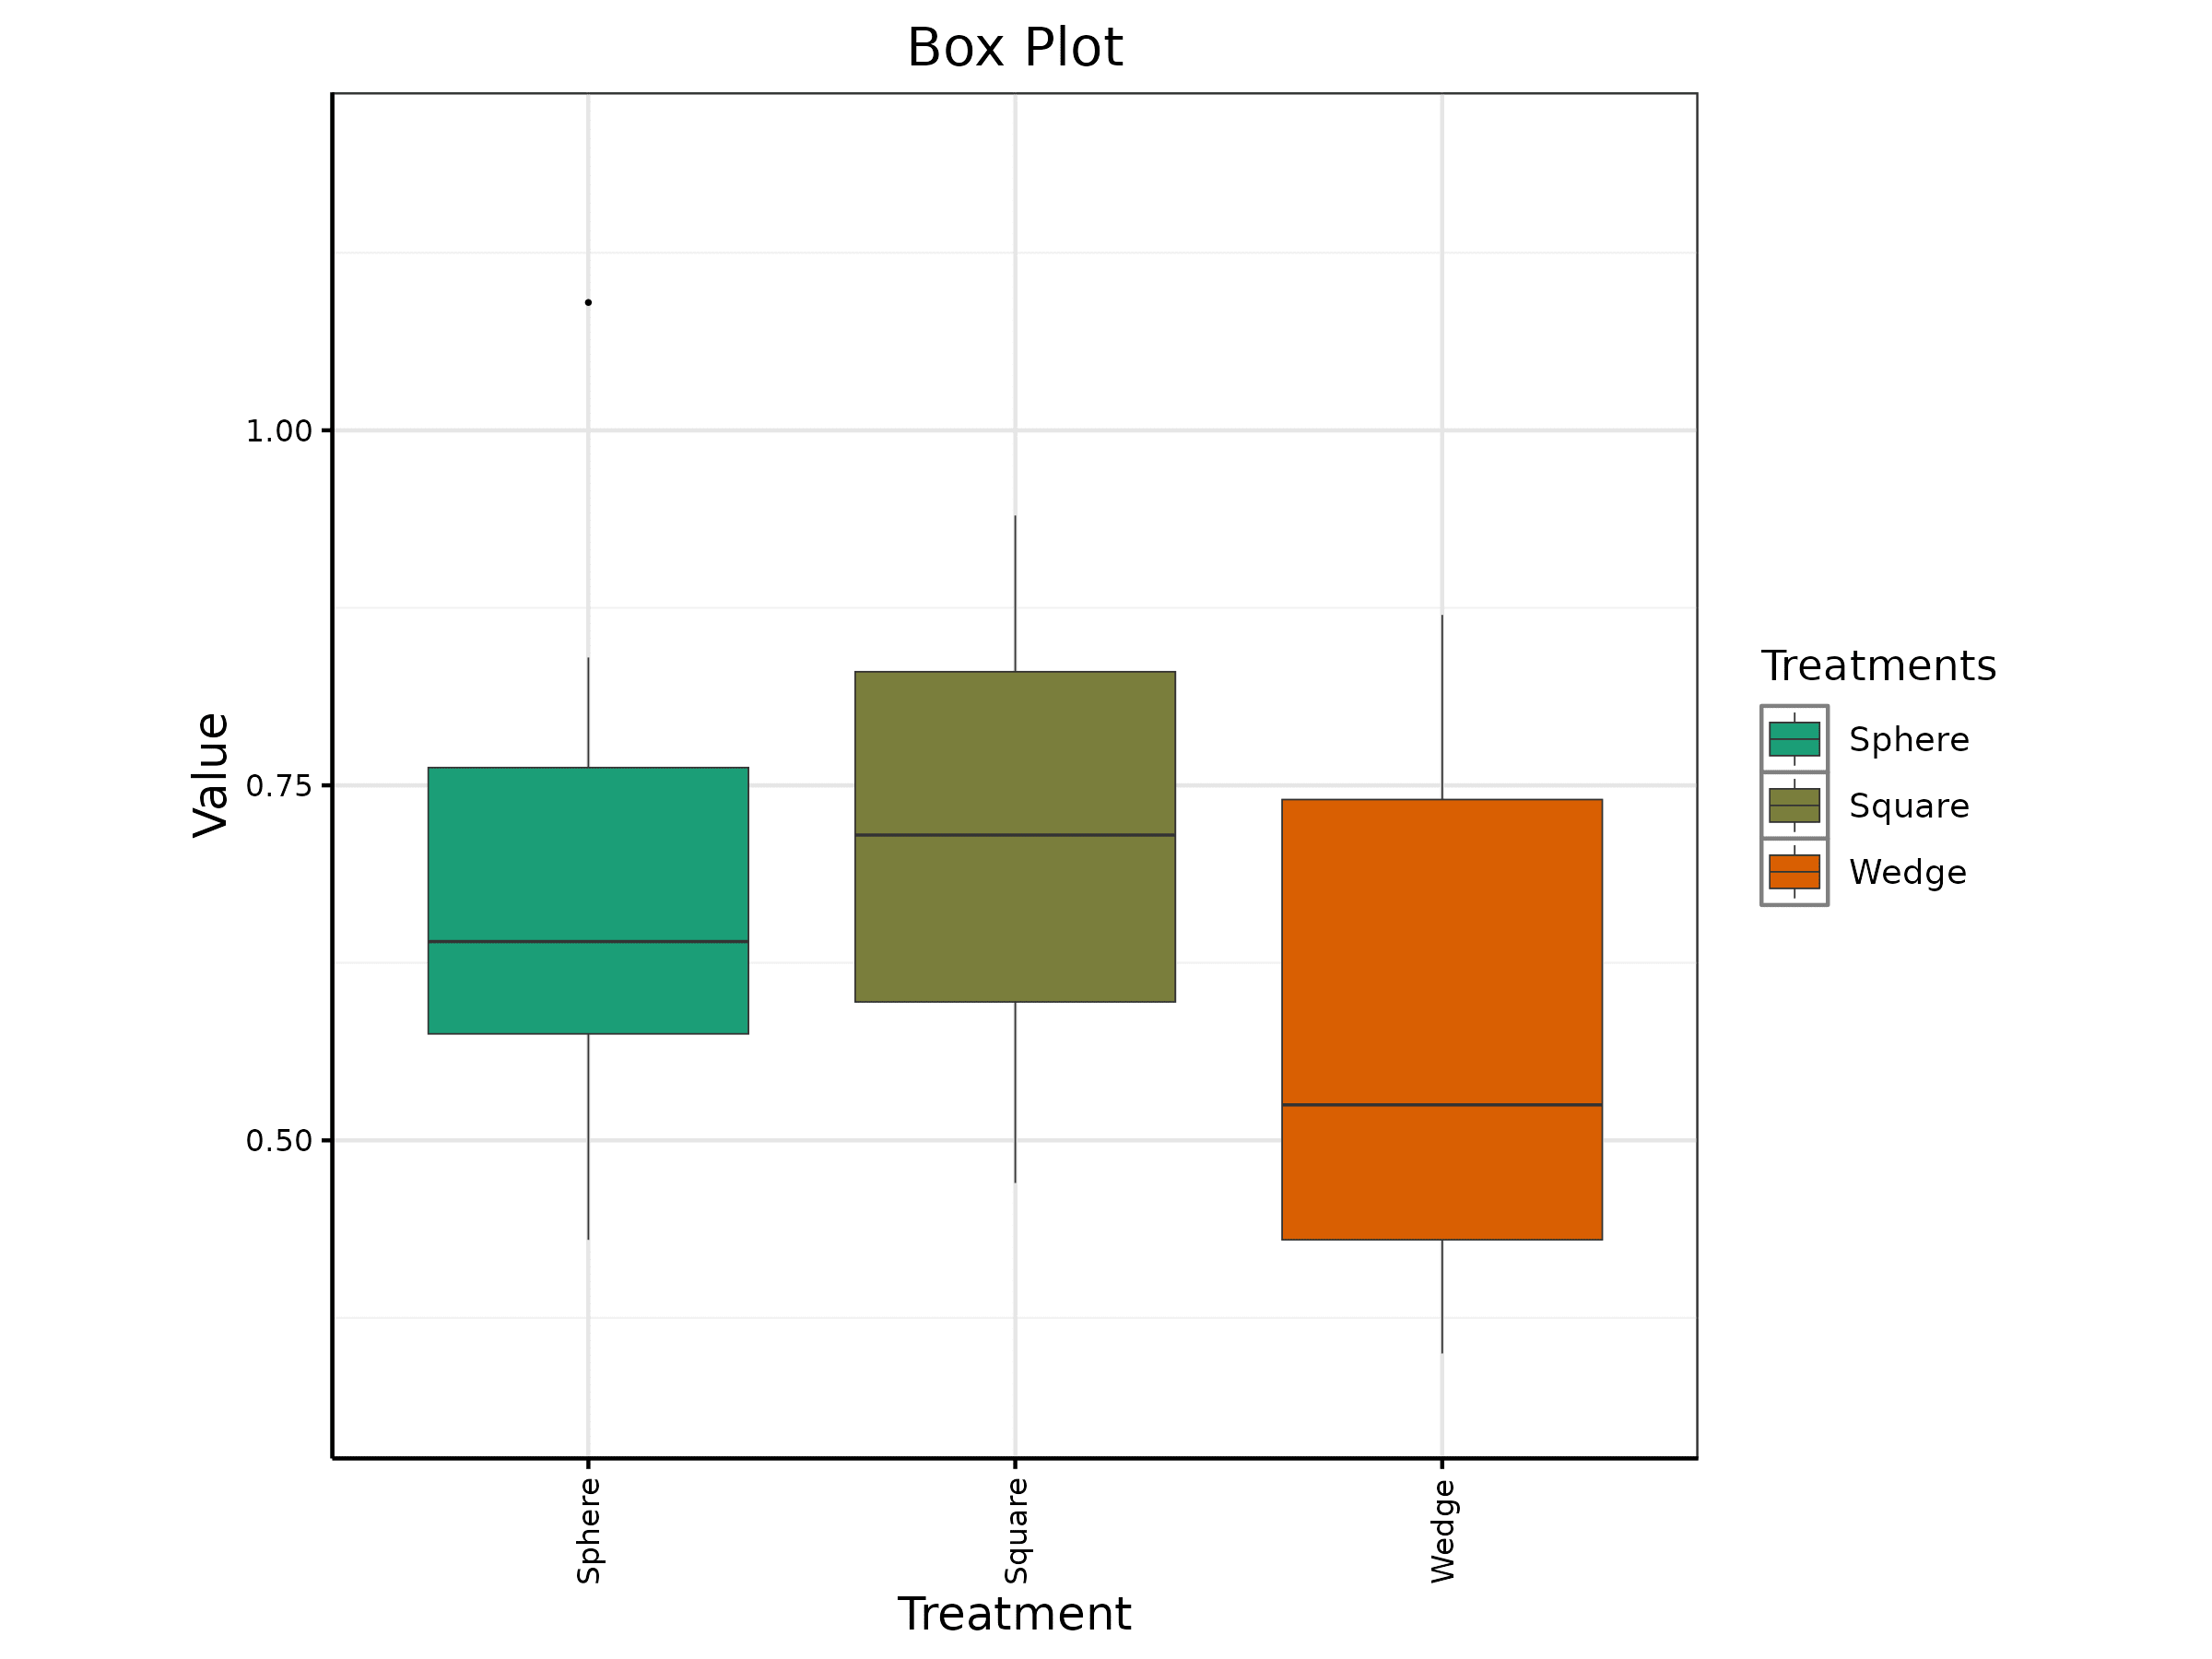 Box Plot
Value
1.00
0.75
0.50
Sphere
Square
Wedge
Treatment
Treatments
Sphere
Square
Wedge